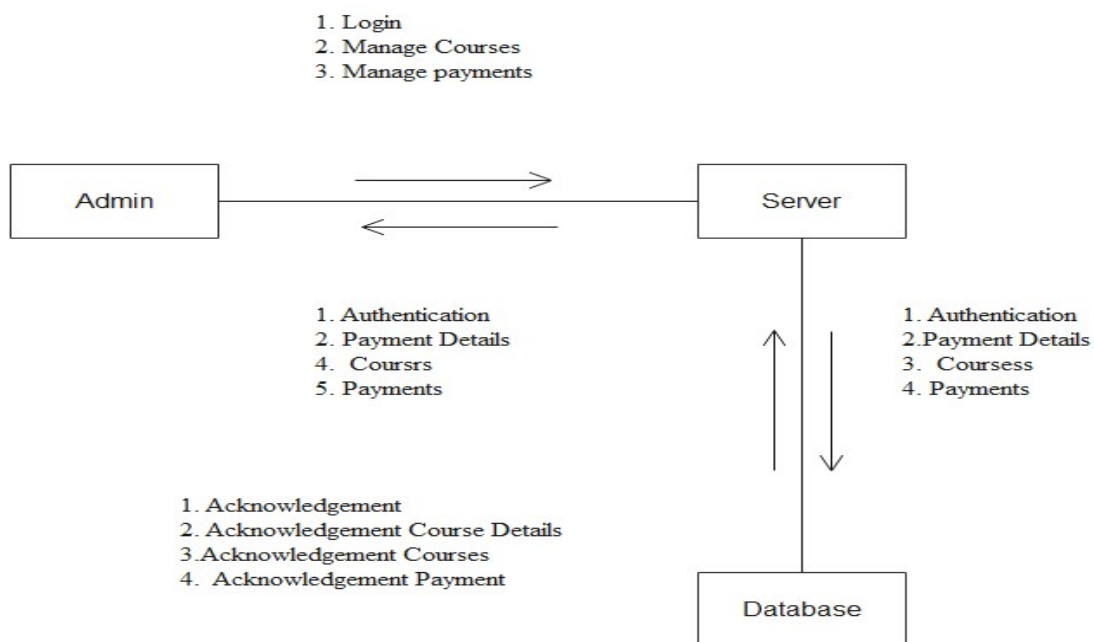 1. Login
2. Manage Courses
3. Manage payments
Admin
Server
1. Authentication
2. Payment Details
4. Coursrs
5. Payments
1. Authentication
2.Payment Details
3. Coursess
4. Payments
1. Acknowledgement
2. Acknowledgement Course Details
3.Acknowledgement Courses
4. Acknowledgement Payment
Database